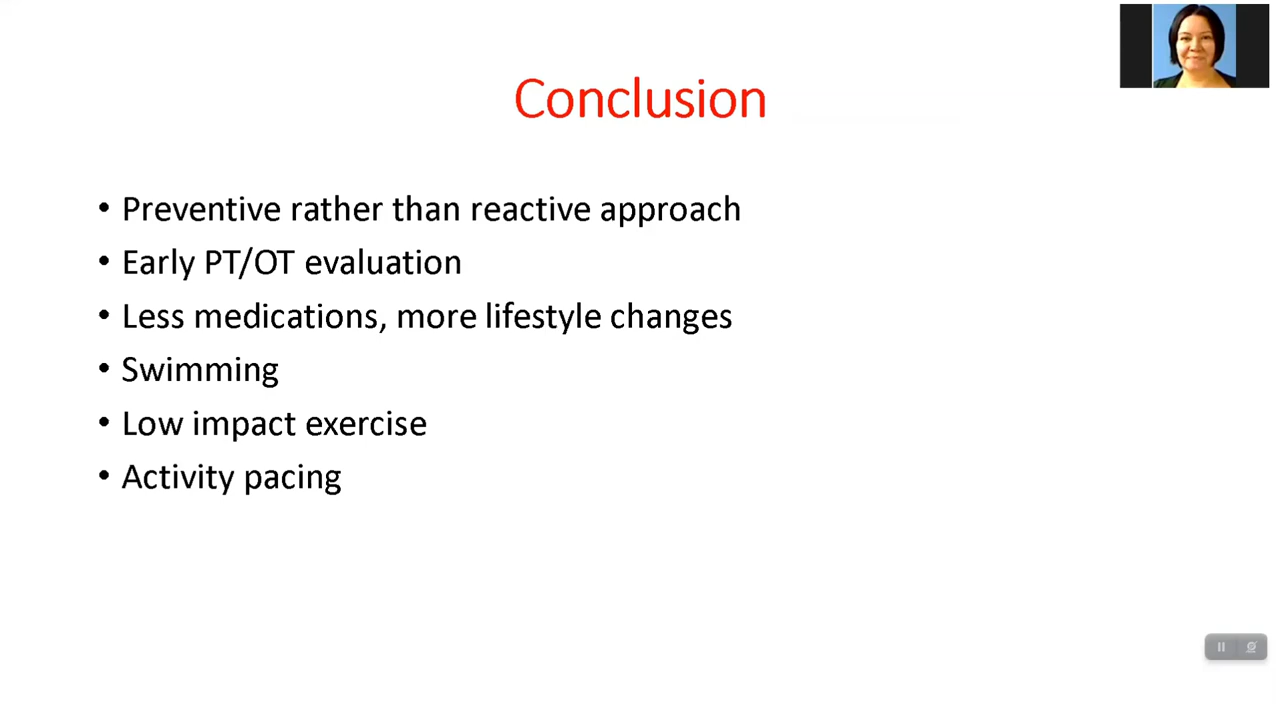 Conclusion
• Preventive rather than reactive approach
• Early PT/OT evaluation
• Less medications, more lifestyle changes
• Swimming
• Low impact exercise
• Activity pacing